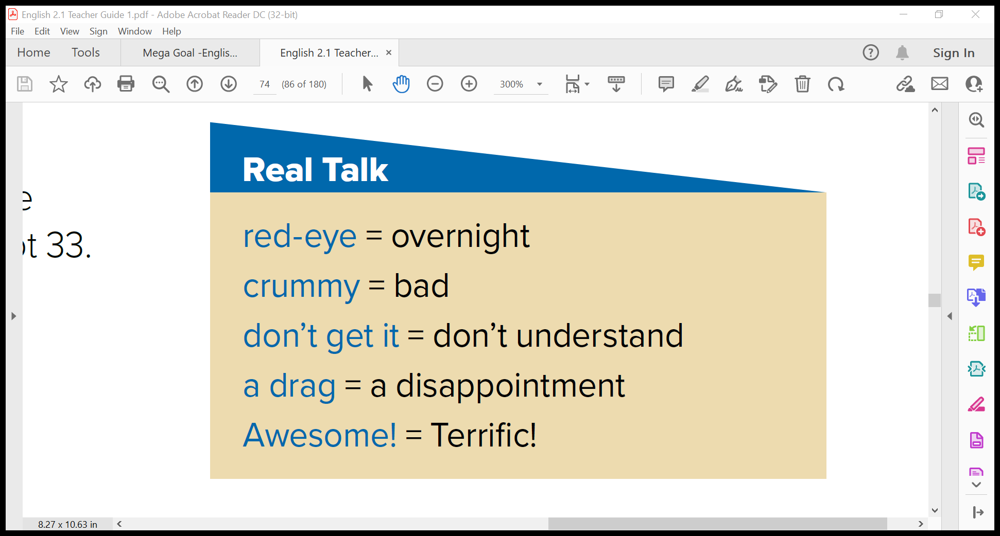 English 2.1 Teacher Guide 1.pdf - Adobe Acrobat Reader DC (32-bit)
File Edit View Sign Window Help
Home Tools Mega Goal -Englis... English 2.1 Teacher... × Sign In
74 (86 of 180) 300%
Real Talk
e
t 33.
red-eye = overnight
crummy = bad
don’t get it = don’t understand
a drag = a disappointment
Awesome! = Terrific!
8.27 x 10.63 in